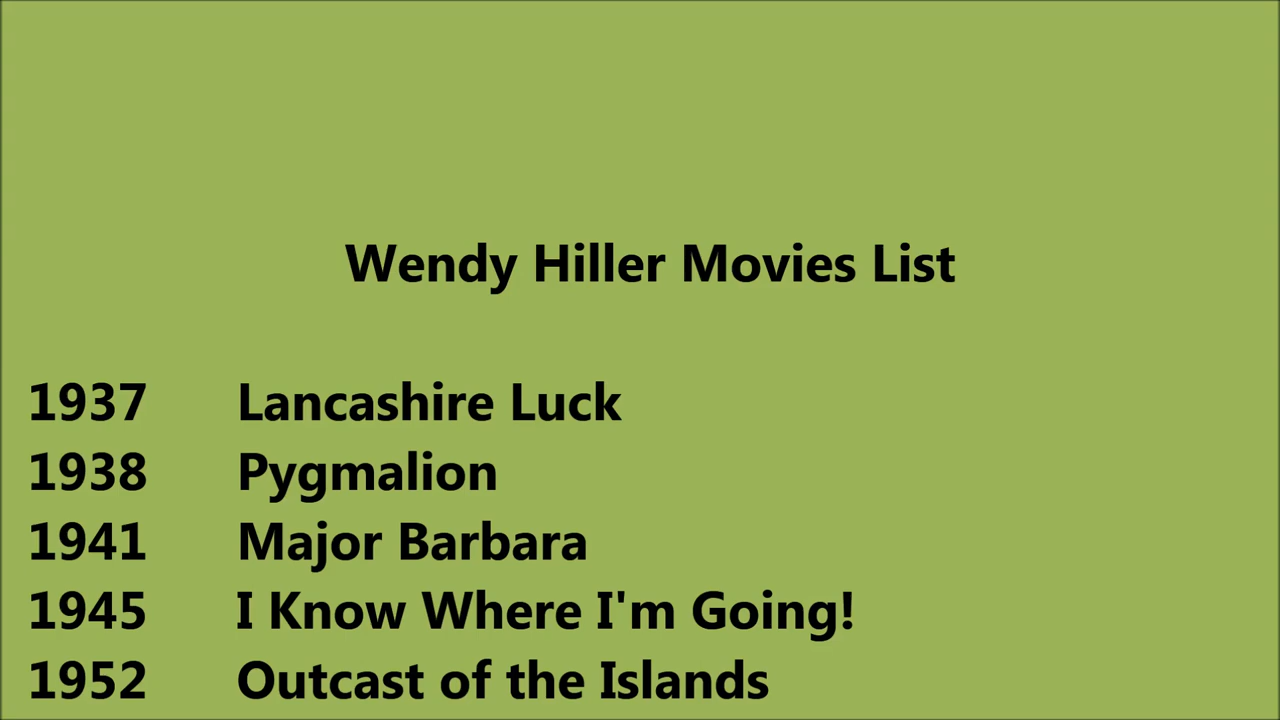 Wendy Hiller Movies List
1937 Lancashire Luck
1938 Pygmalion
1941 Major Barbara
1945 I Know Where I'm Going!
1952 Outcast of the Islands